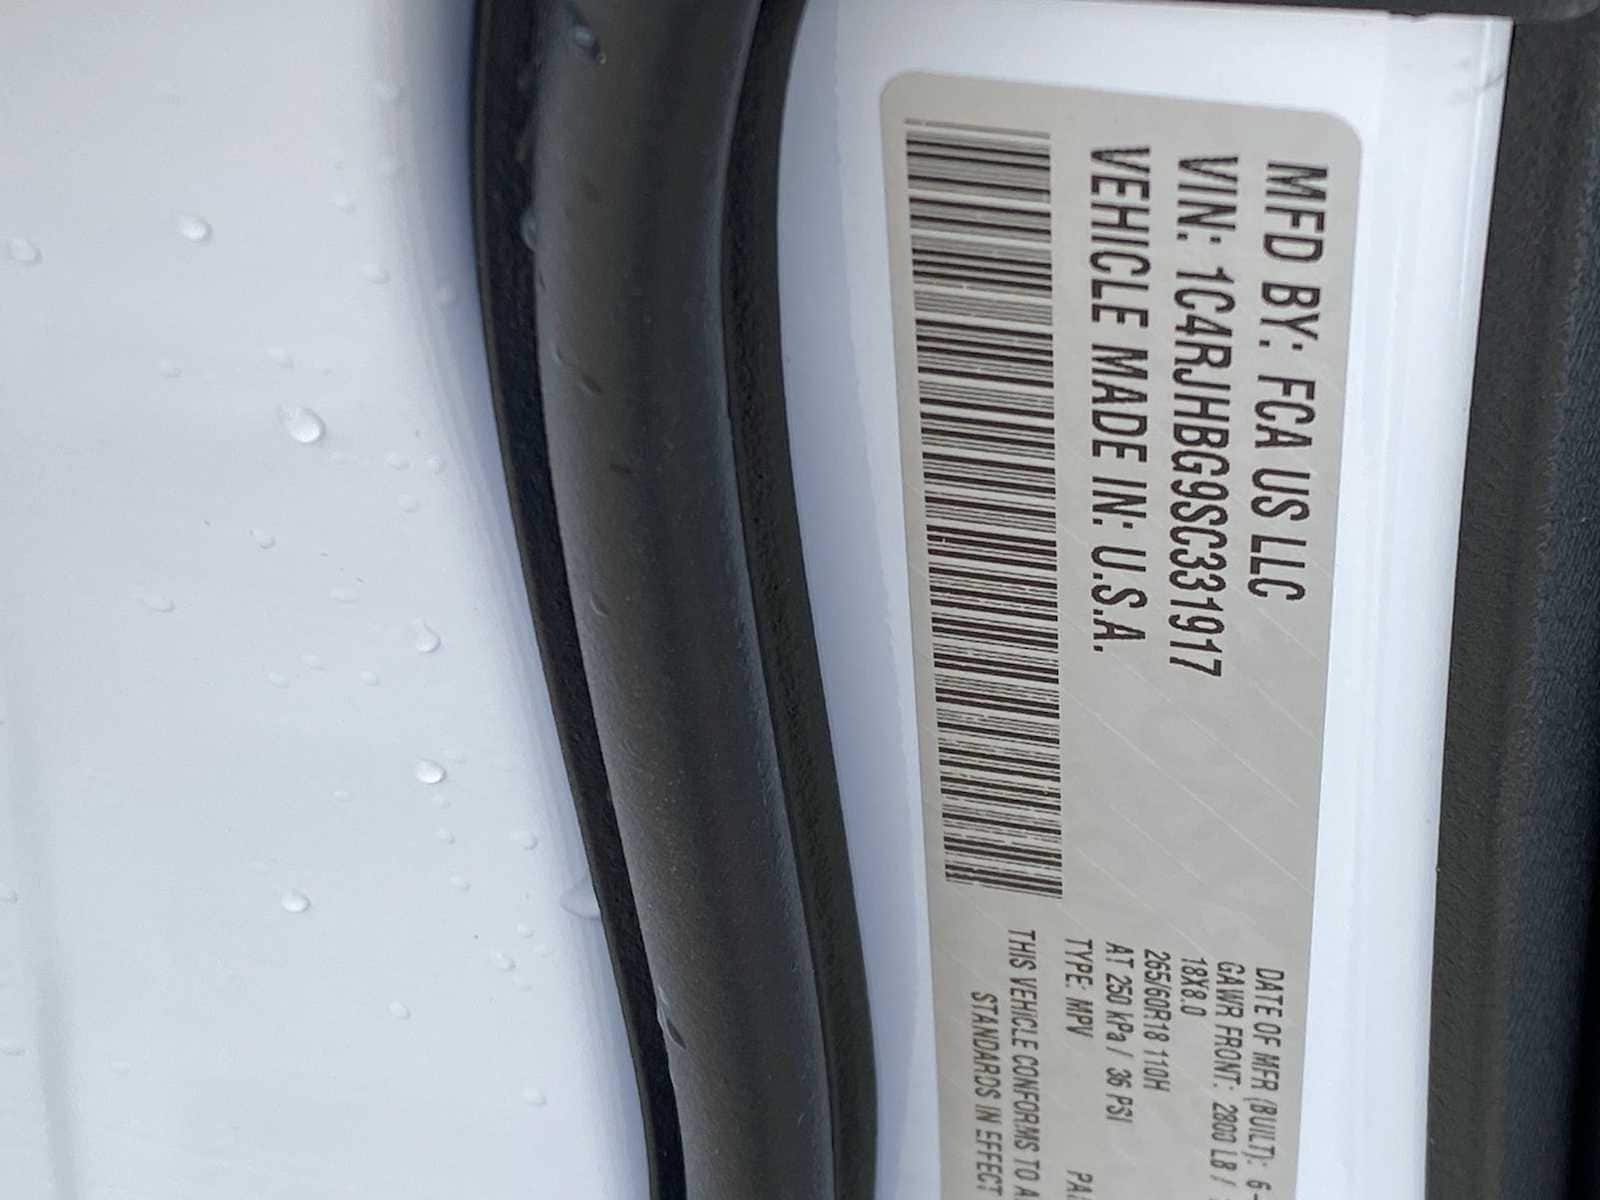 MFD BY: FCA US LLC
VIN: 1C4RJHBG9SC331917
VEHICLE MADE IN: U.S.A.
DATE OF MFR (BUILT): 6-
GAWR FRONT: 2800 LB /
18X8.0
265/60R18 110H
AT 250 kPa / 36 PSI
TYPE: MPV
THIS VEHICLE CONFORMS TO A
STANDARDS IN EFFECT